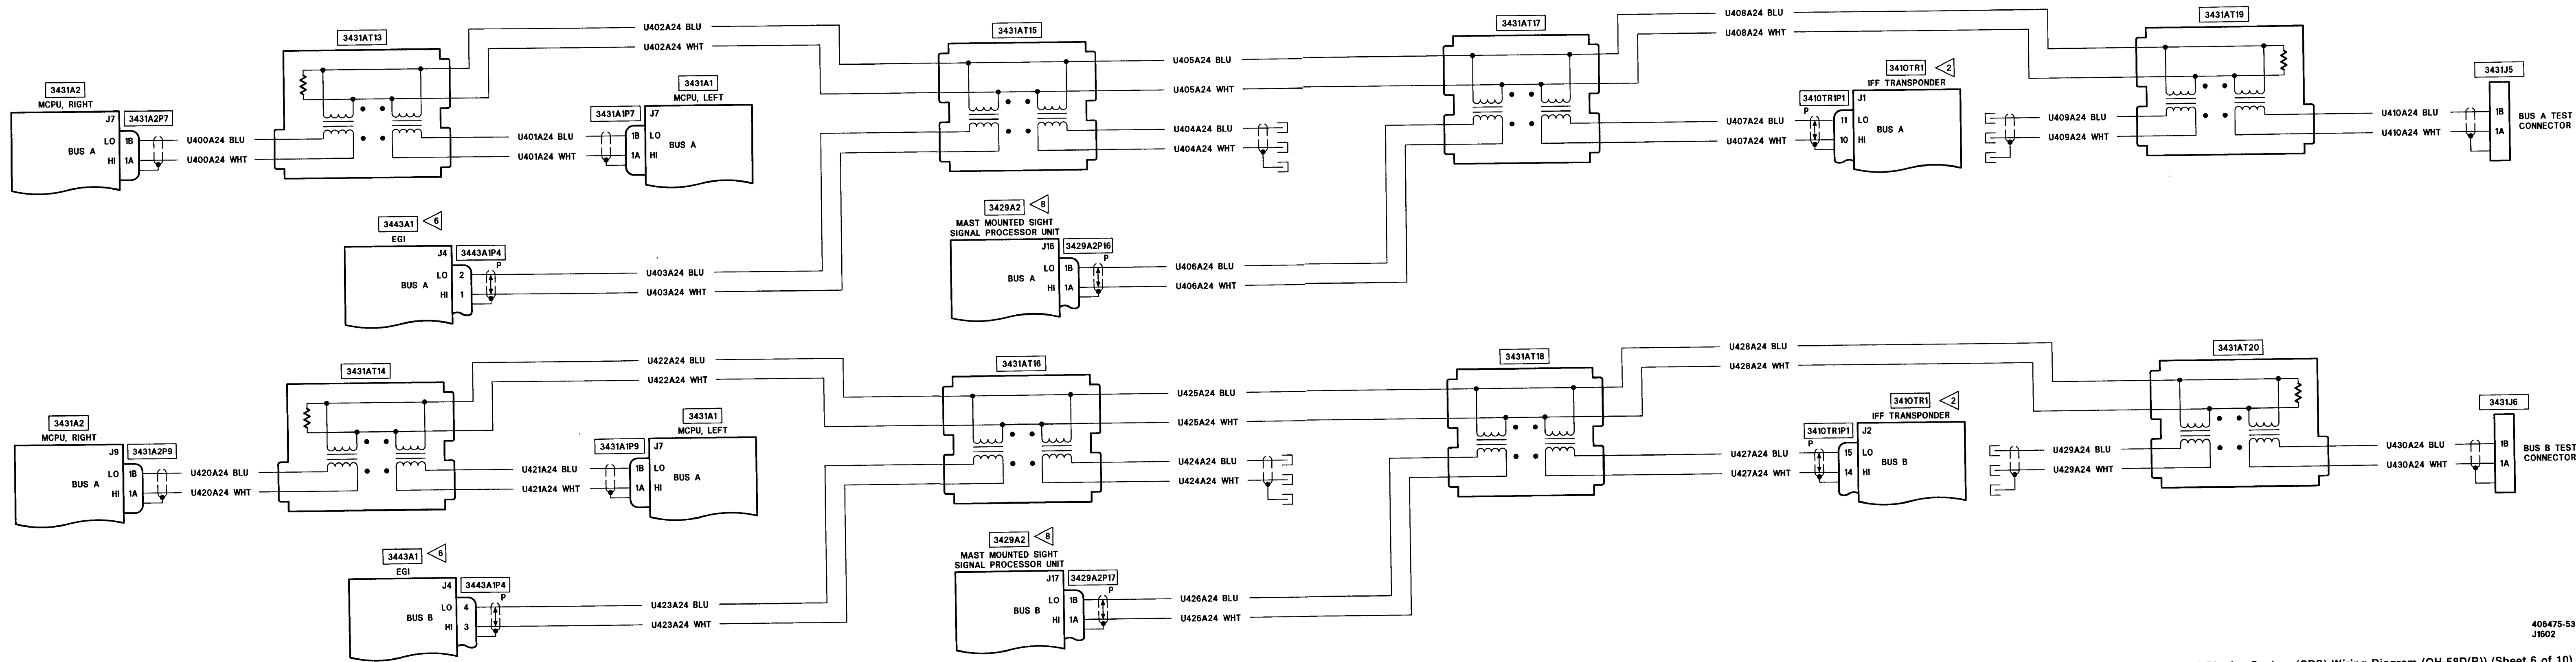 3431AT13
U402A24 BLU
U402A24 WHT
3431AT15
3431AT17
U408A24 BLU
U408A24 WHT
3431AT19
3431A2
MCPU, RIGHT
J7
3431A2P7
LO 1B
BUS A
HI 1A
U400A24 BLU
U400A24 WHT
U401A24 BLU
U401A24 WHT
3431A1
MCPU, LEFT
3431A1P7
J7
1B LO
BUS A
1A HI
U405A24 BLU
U405A24 WHT
U404A24 BLU
U404A24 WHT
U407A24 BLU
U407A24 WHT
3410TR1 2
IFF TRANSPONDER
3410TR1P1
P
J1
11 LO
BUS A
10 HI
U409A24 BLU
U409A24 WHT
U410A24 BLU
U410A24 WHT
3431J5
1B
1A
BUS A TEST
CONNECTOR
3443A1 6
EGI
J4
3443A1P4
P
LO 2
BUS A
HI 1
U403A24 BLU
U403A24 WHT
3429A2 8
MAST MOUNTED SIGHT
SIGNAL PROCESSOR UNIT
J16
3429A2P16
P
LO 1B
BUS A
HI 1A
U406A24 BLU
U406A24 WHT
3431AT14
U422A24 BLU
U422A24 WHT
3431AT16
3431AT18
U428A24 BLU
U428A24 WHT
3431AT20
3431A2
MCPU, RIGHT
J9
3431A2P9
LO 1B
BUS A
HI 1A
U420A24 BLU
U420A24 WHT
U421A24 BLU
U421A24 WHT
3431A1
MCPU, LEFT
3431A1P9
J7
1B LO
BUS A
1A HI
U425A24 BLU
U425A24 WHT
U424A24 BLU
U424A24 WHT
U427A24 BLU
U427A24 WHT
3410TR1 2
IFF TRANSPONDER
3410TR1P1
P
J2
15 LO
BUS B
14 HI
U429A24 BLU
U429A24 WHT
U430A24 BLU
U430A24 WHT
3431J6
1B
1A
BUS B TEST
CONNECTOR
3443A1 6
EGI
J4
3443A1P4
P
LO 4
BUS B
HI 3
U423A24 BLU
U423A24 WHT
3429A2 8
MAST MOUNTED SIGHT
SIGNAL PROCESSOR UNIT
J17
3429A2P17
P
LO 1B
BUS B
HI 1A
U426A24 BLU
U426A24 WHT
406475-53
J1602
(CDS) Wiring Diagram (OH-58D(R)) (Sheet 6 of 10)